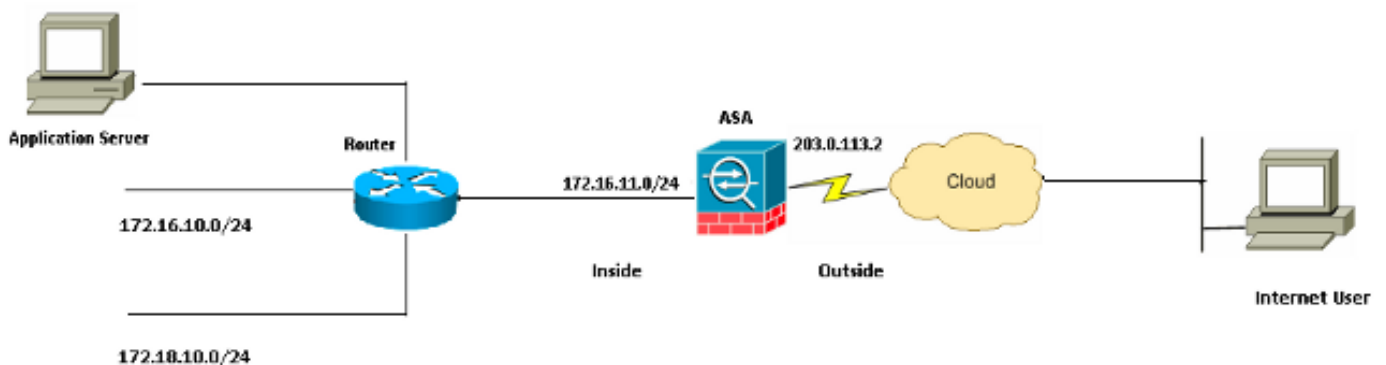 Application Server
Router
172.16.10.0/24
172.18.10.0/24
172.16.11.0/24
Inside
ASA
203.0.113.2
Outside
Cloud
Internet User